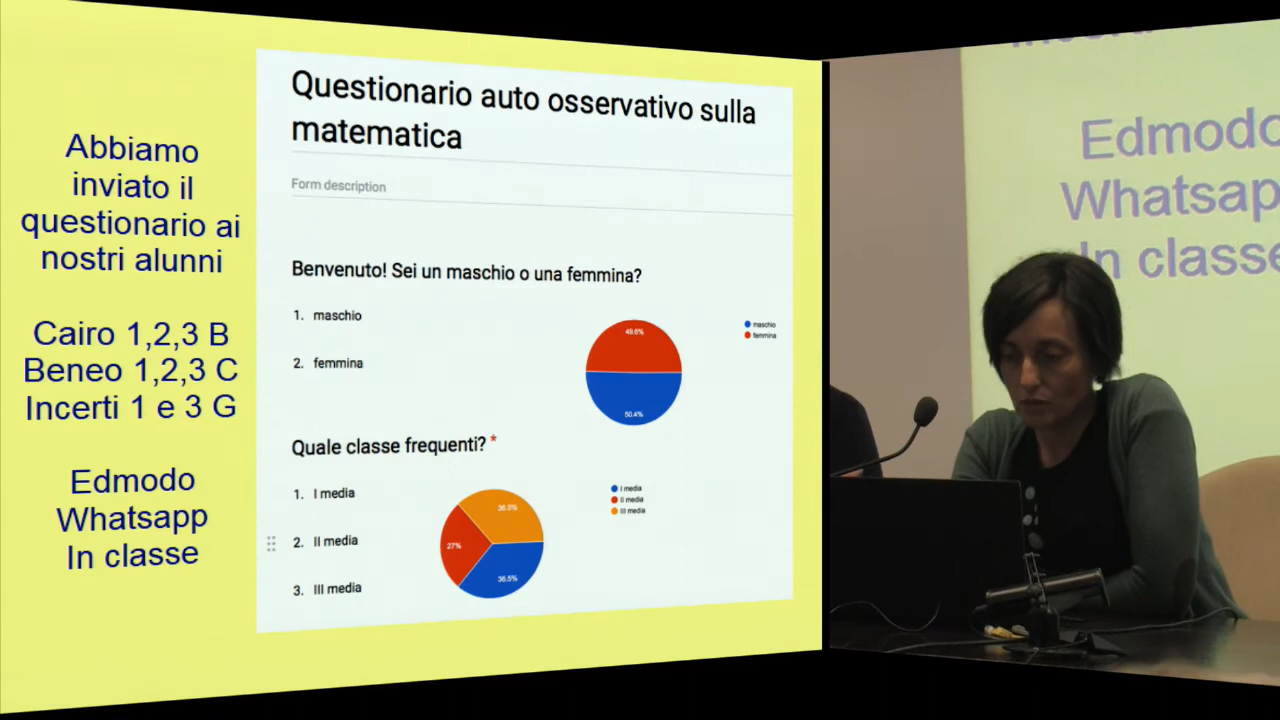 Abbiamo
inviato il
questionario ai
nostri alunni
Cairo 1,2,3 B
Beneo 1,2,3 C
Incerti 1 e 3 G
Edmodo
Whatsapp
In classe
Questionario auto osservativo sulla
matematica
Form description
Benvenuto! Sei un maschio o una femmina?
1. maschio
2. femmina
49.6%
50.4%
maschio
femmina
Quale classe frequenti? *
1. I media
2. II media
3. III media
36.5%
27%
36.5%
I media
II media
III media
Edmodo
Whatsap
In classe